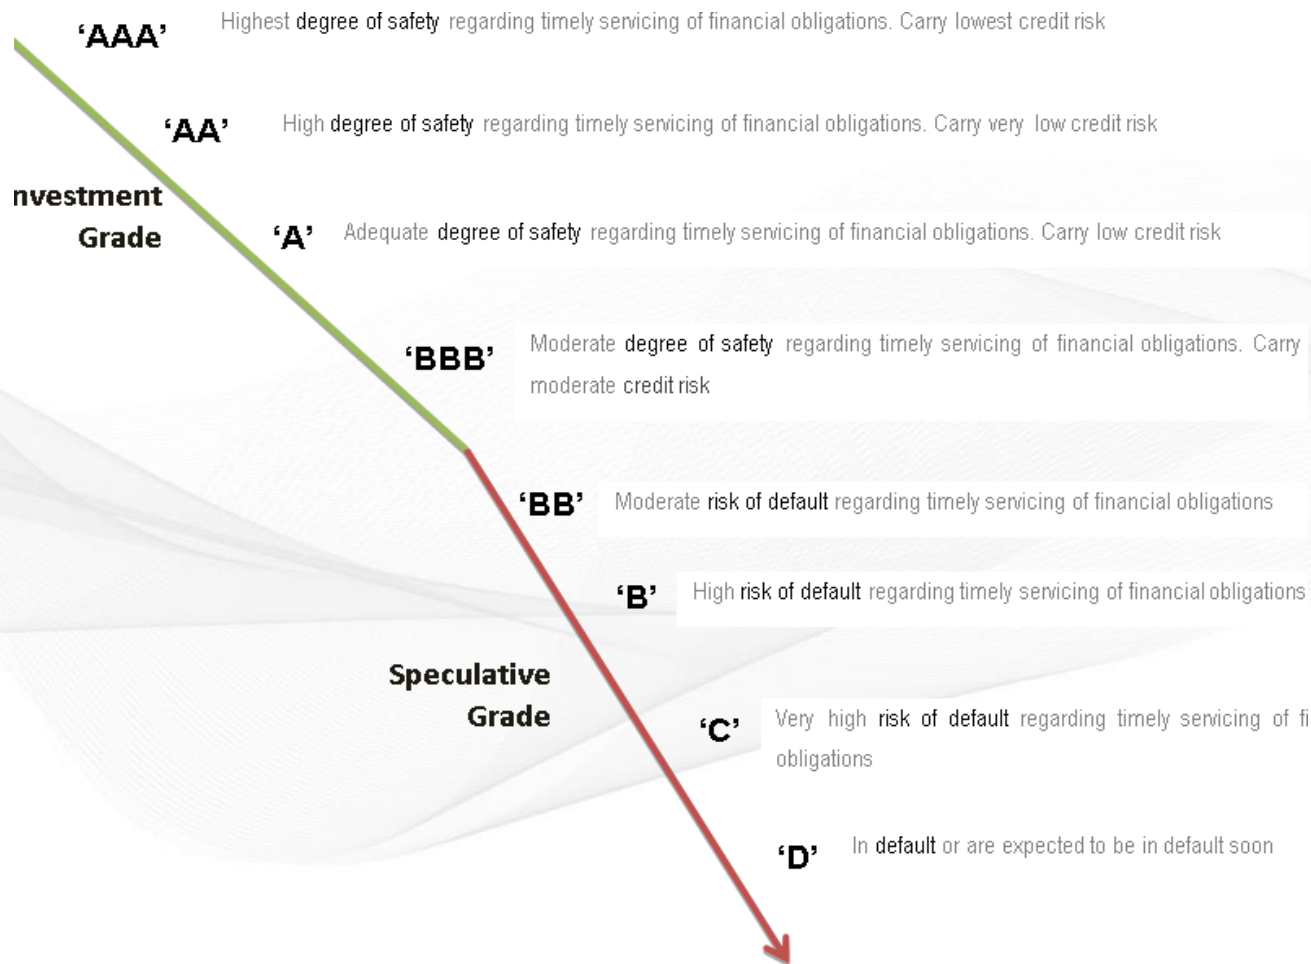 ‘AAA’ Highest degree of safety regarding timely servicing of financial obligations. Carry lowest credit risk
‘AA’ High degree of safety regarding timely servicing of financial obligations. Carry very low credit risk
nvestment
Grade
‘A’ Adequate degree of safety regarding timely servicing of financial obligations. Carry low credit risk
‘BBB’ Moderate degree of safety regarding timely servicing of financial obligations. Carry
moderate credit risk
‘BB’ Moderate risk of default regarding timely servicing of financial obligations
‘B’ High risk of default regarding timely servicing of financial obligations
Speculative
Grade
‘C’ Very high risk of default regarding timely servicing of fi
obligations
‘D’ In default or are expected to be in default soon